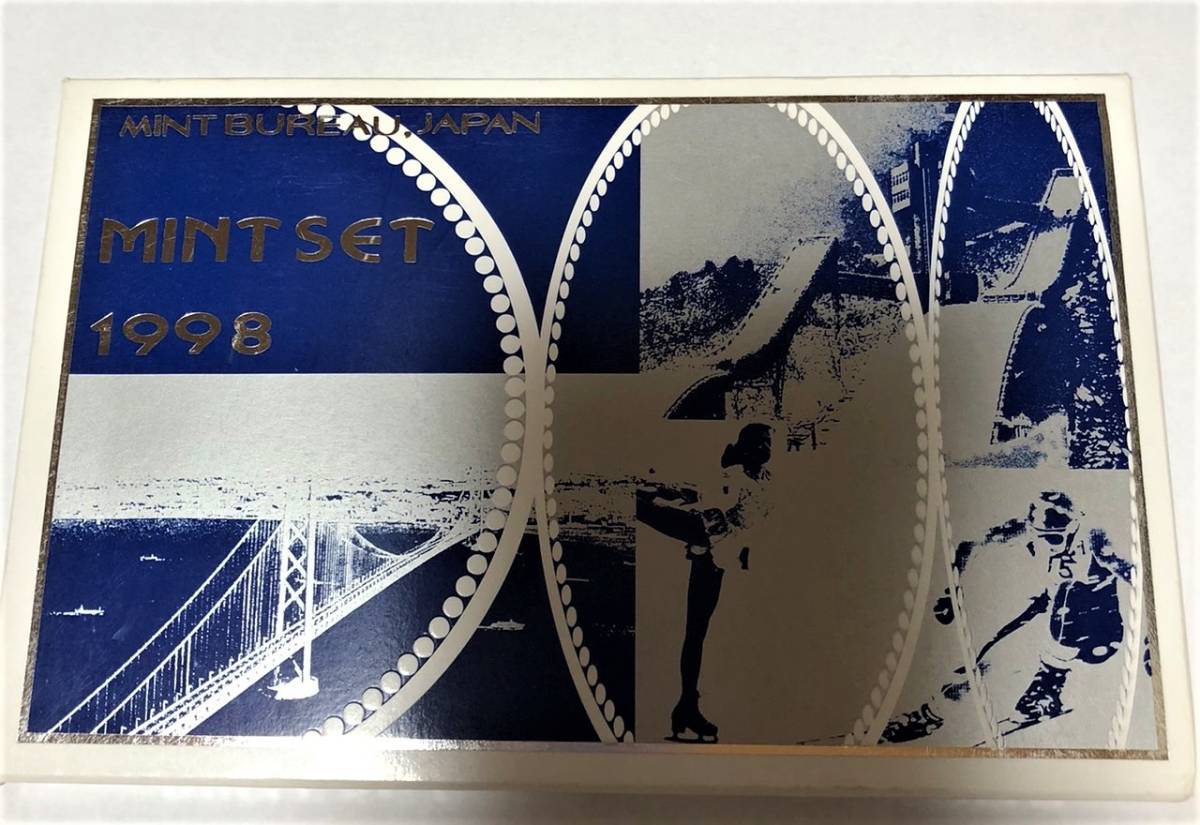 MINT BUREAU, JAPAN
MINT SET
1998